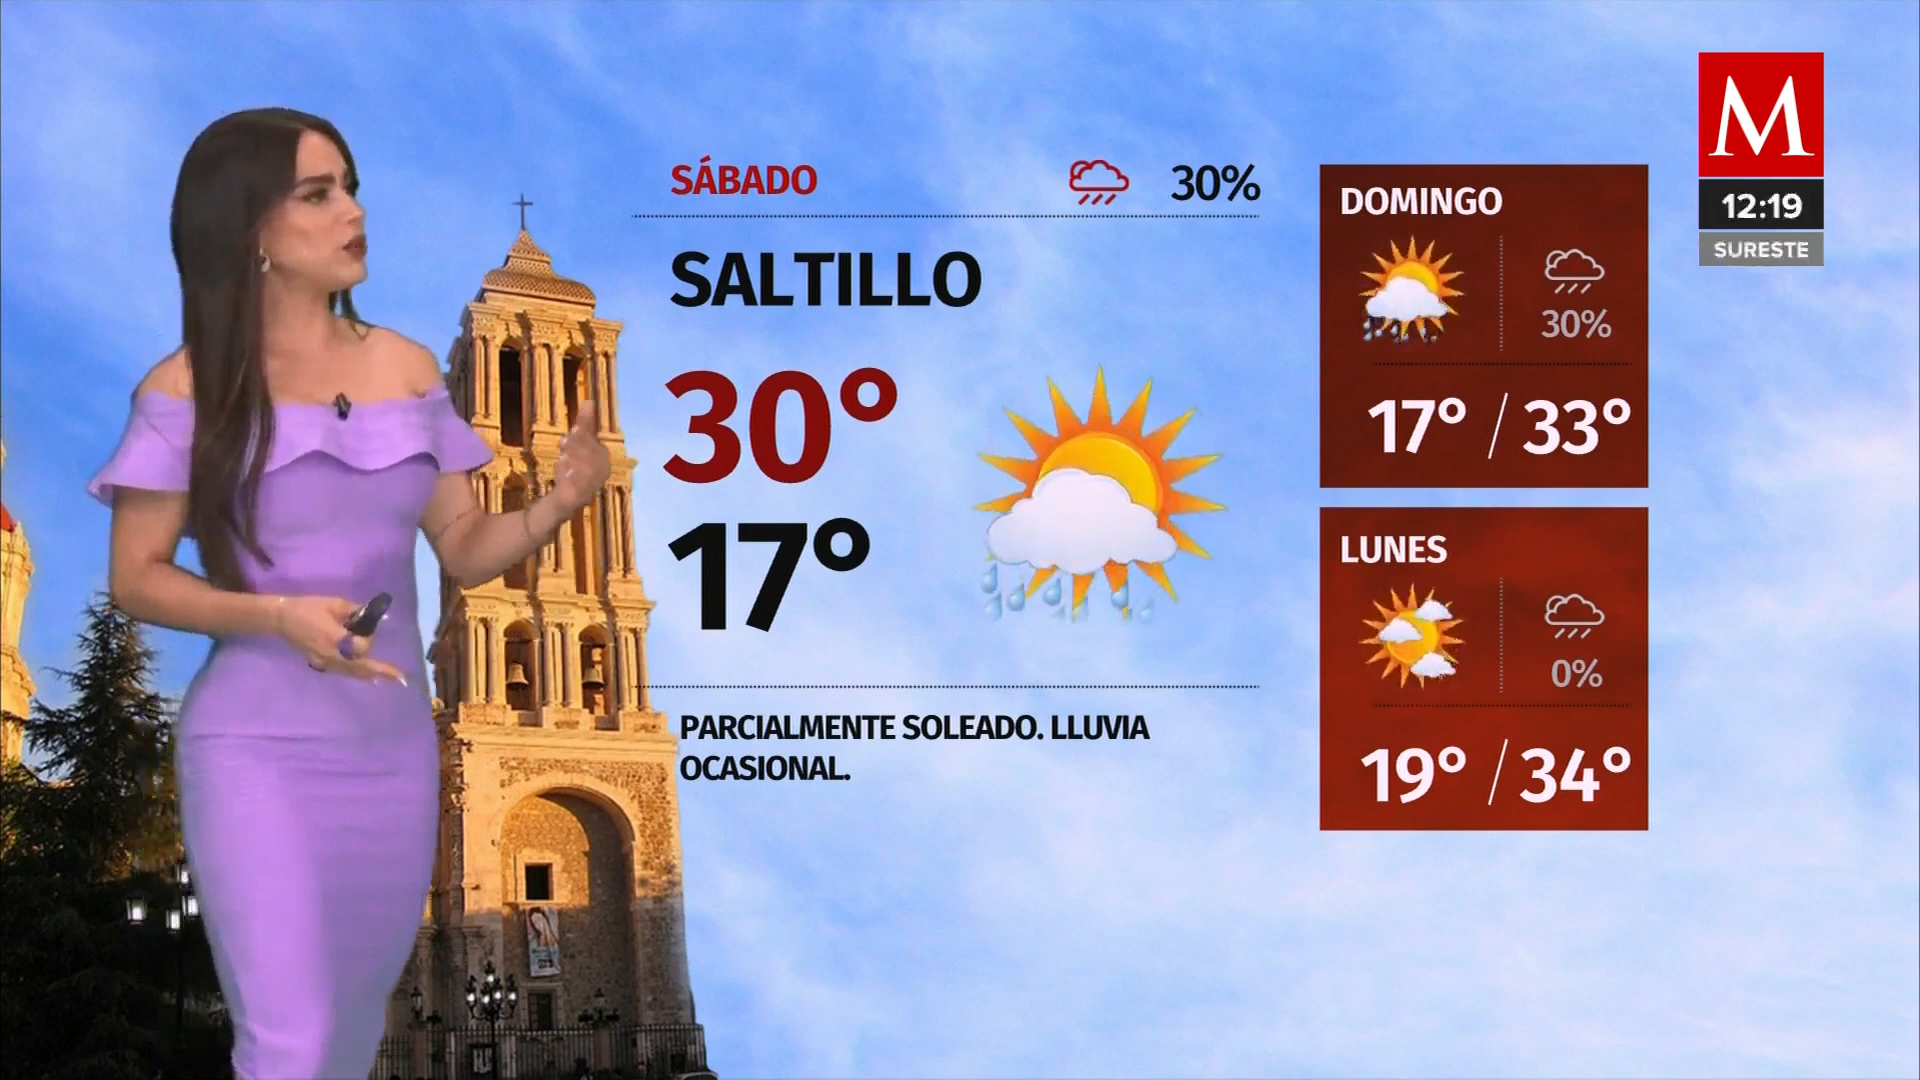 SÁBADO 30%
SALTILLO
30°
17°
PARCIALMENTE SOLEADO. LLUVIA
OCASIONAL.
DOMINGO
30%
17° / 33°
LUNES
0%
19° / 34°
M
12:19
SURESTE